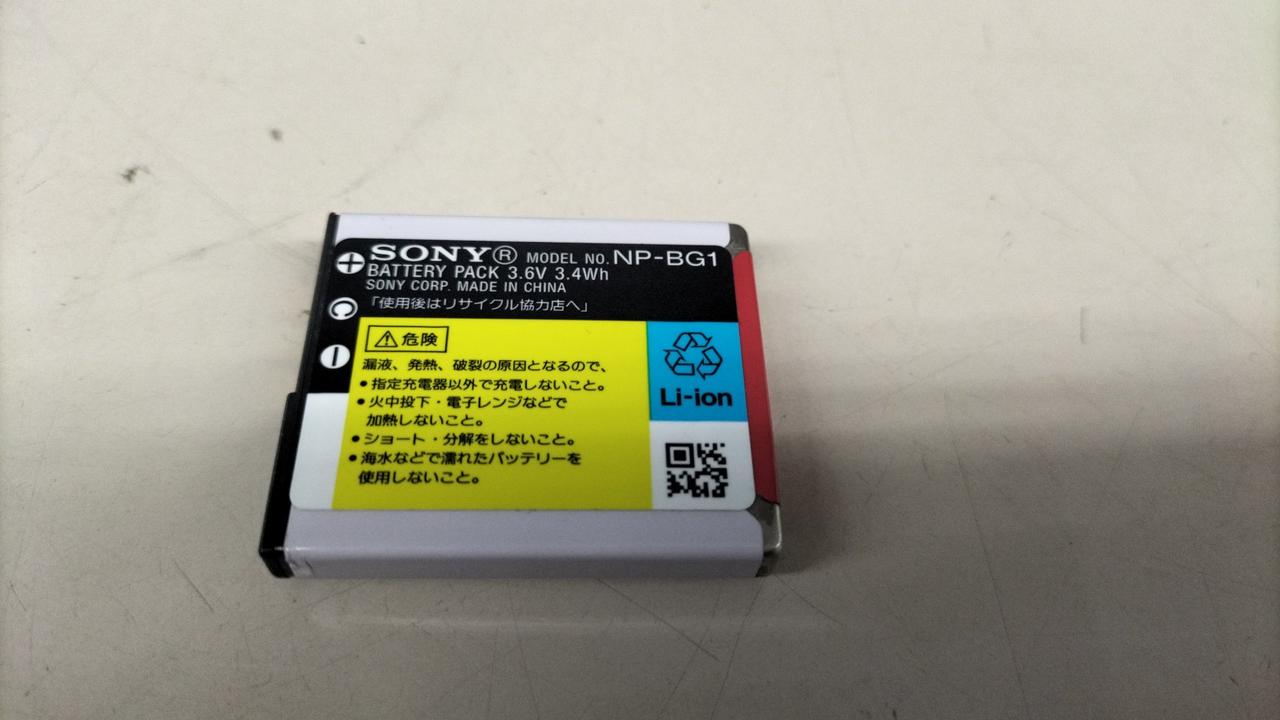 SONY® MODEL NO. NP-BG1
BATTERY PACK 3.6V 3.4Wh
SONY CORP. MADE IN CHINA
「使用後はリサイクル協力店へ」
⚠危険
漏液、発熱、破裂の原因となるので、
●指定充電器以外で充電しないこと。
●火中投下・電子レンジなどで
加熱しないこと。
●ショート・分解をしないこと。
●海水などで濡れたバッテリーを
使用しないこと。
Li-ion